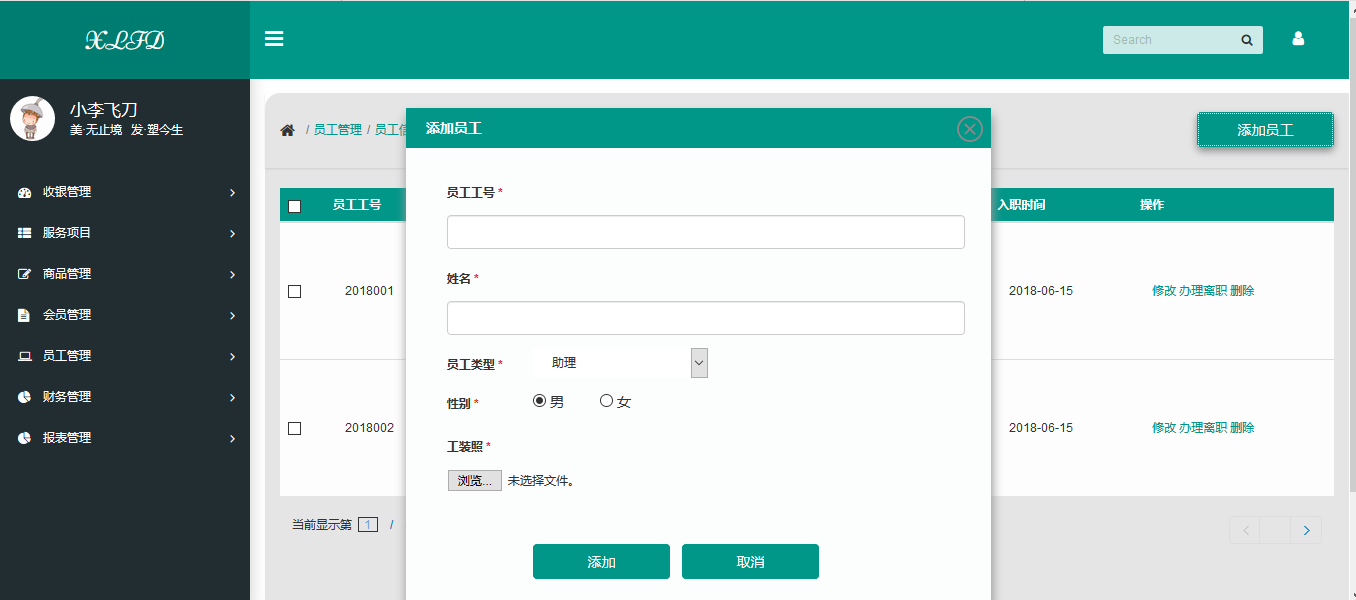 XLFD
Search
小李飞刀
美·无止境 发·塑今生
收银管理
服务项目
商品管理
会员管理
员工管理
财务管理
报表管理
/ 员工管理 / 员工信
添加员工
员工工号 入职时间 操作
2018001 2018-06-15 修改 办理离职 删除
2018002 2018-06-15 修改 办理离职 删除
当前显示第 1 /
添加员工
员工工号 *
姓名 *
员工类型 * 助理
性别 * 男 女
工装照 *
浏览... 未选择文件。
添加 取消